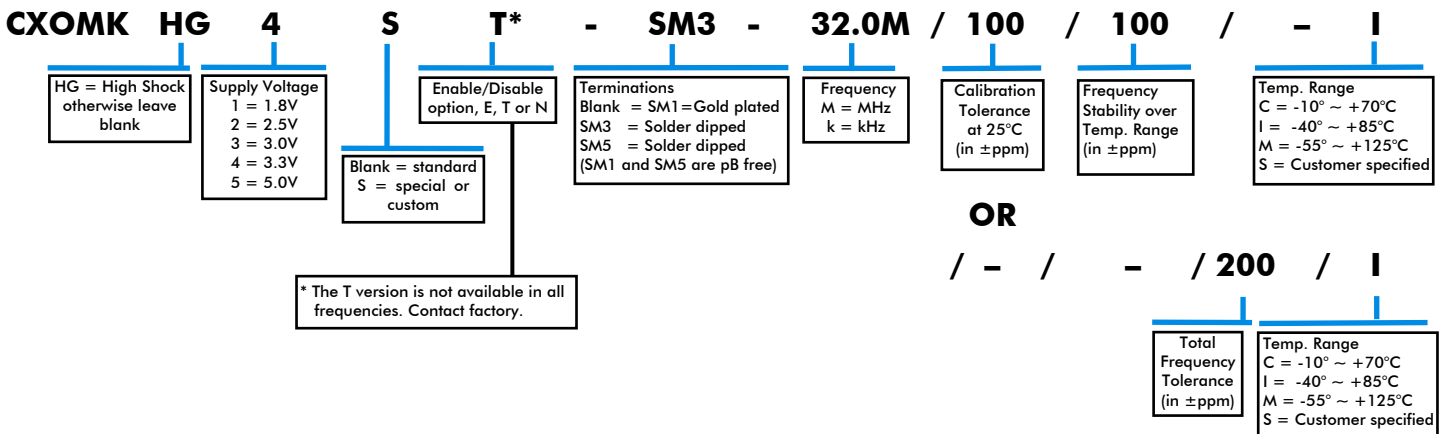 CXOMK HG 4 S T* - SM3 - 32.0M / 100 / 100 / – I
HG = High Shock
otherwise leave
blank
Supply Voltage
1 = 1.8V
2 = 2.5V
3 = 3.0V
4 = 3.3V
5 = 5.0V
Blank = standard
S = special or
custom
Enable/Disable
option, E, T or N
* The T version is not available in all
frequencies. Contact factory.
Terminations
Blank = SM1=Gold plated
SM3 = Solder dipped
SM5 = Solder dipped
(SM1 and SM5 are pB free)
Frequency
M = MHz
k = kHz
Calibration
Tolerance
at 25°C
(in ±ppm)
Frequency
Stability over
Temp. Range
(in ±ppm)
Temp. Range
C = -10° ~ +70°C
I = -40° ~ +85°C
M = -55° ~ +125°C
S = Customer specified
OR
/ – / – / 200 / I
Total
Frequency
Tolerance
(in ±ppm)
Temp. Range
C = -10° ~ +70°C
I = -40° ~ +85°C
M = -55° ~ +125°C
S = Customer specified